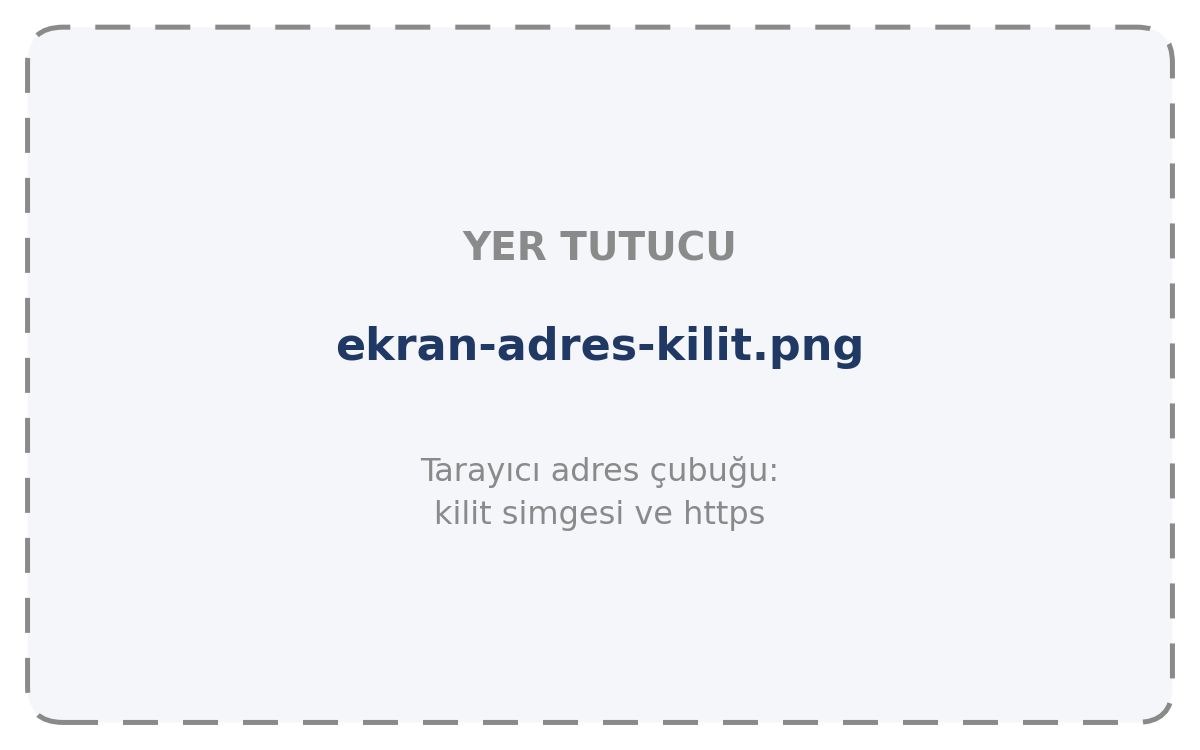 YER TUTUCU
ekran-adres-kilit.png
Tarayıcı adres çubuğu:
kilit simgesi ve https